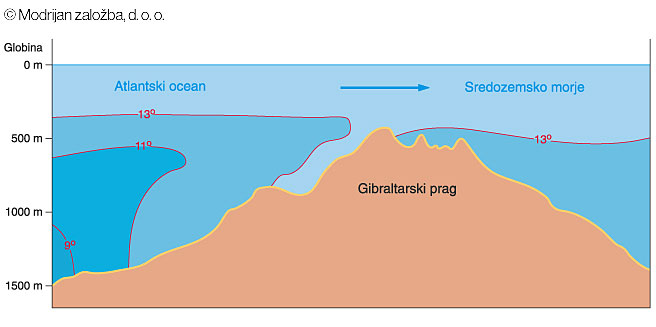 © Modrijan založba, d. o. o.
Globina
0 m
Atlantski ocean
Sredozemsko morje
13°
11°
500 m
13°
Gibraltarski prag
1000 m
9°
1500 m